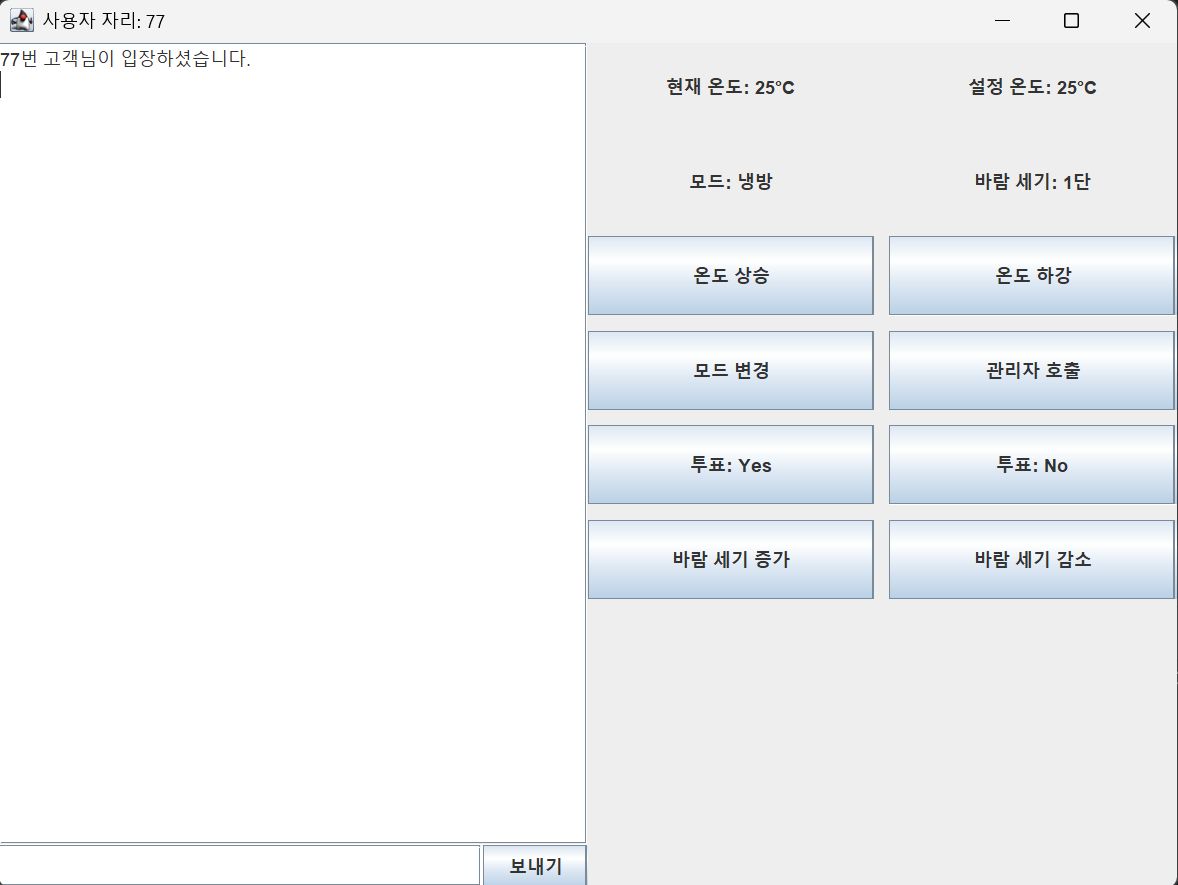 사용자 자리: 77
77번 고객님이 입장하셨습니다.
현재 온도: 25°C
설정 온도: 25°C
모드: 냉방
바람 세기: 1단
온도 상승
온도 하강
모드 변경
관리자 호출
투표: Yes
투표: No
바람 세기 증가
바람 세기 감소
보내기